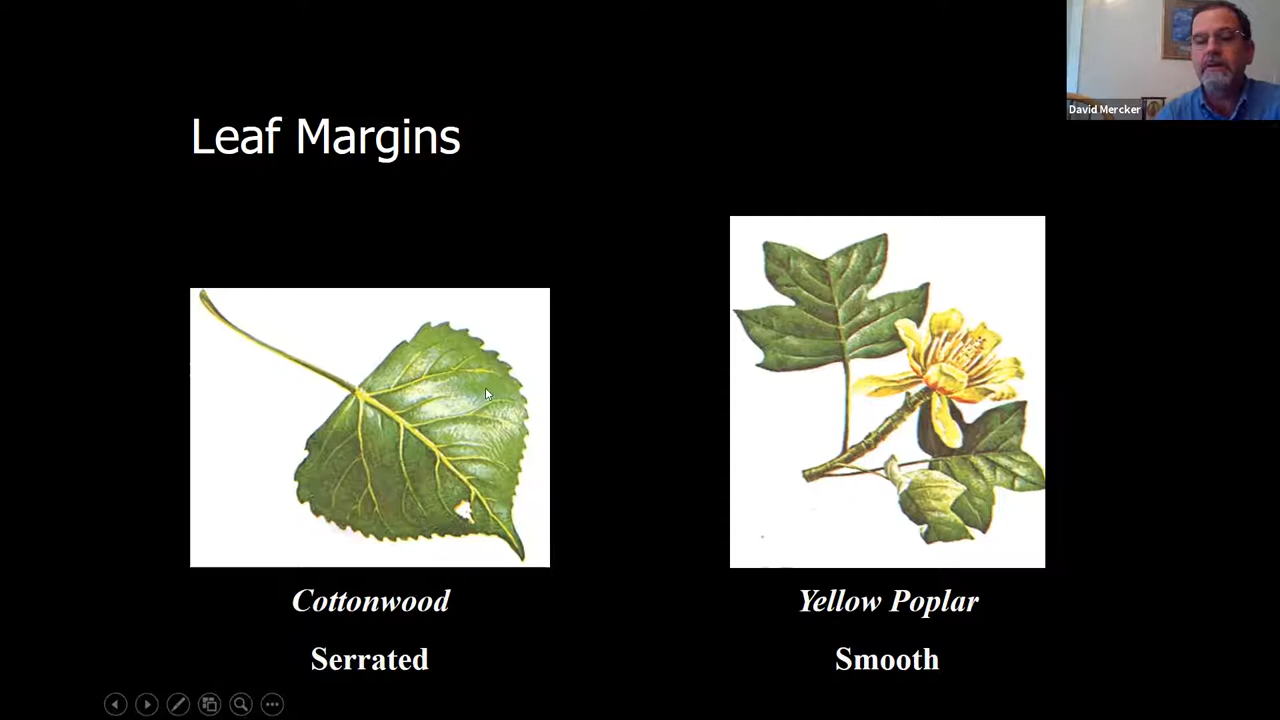 David Mercker
Leaf Margins
Cottonwood
Yellow Poplar
Serrated
Smooth